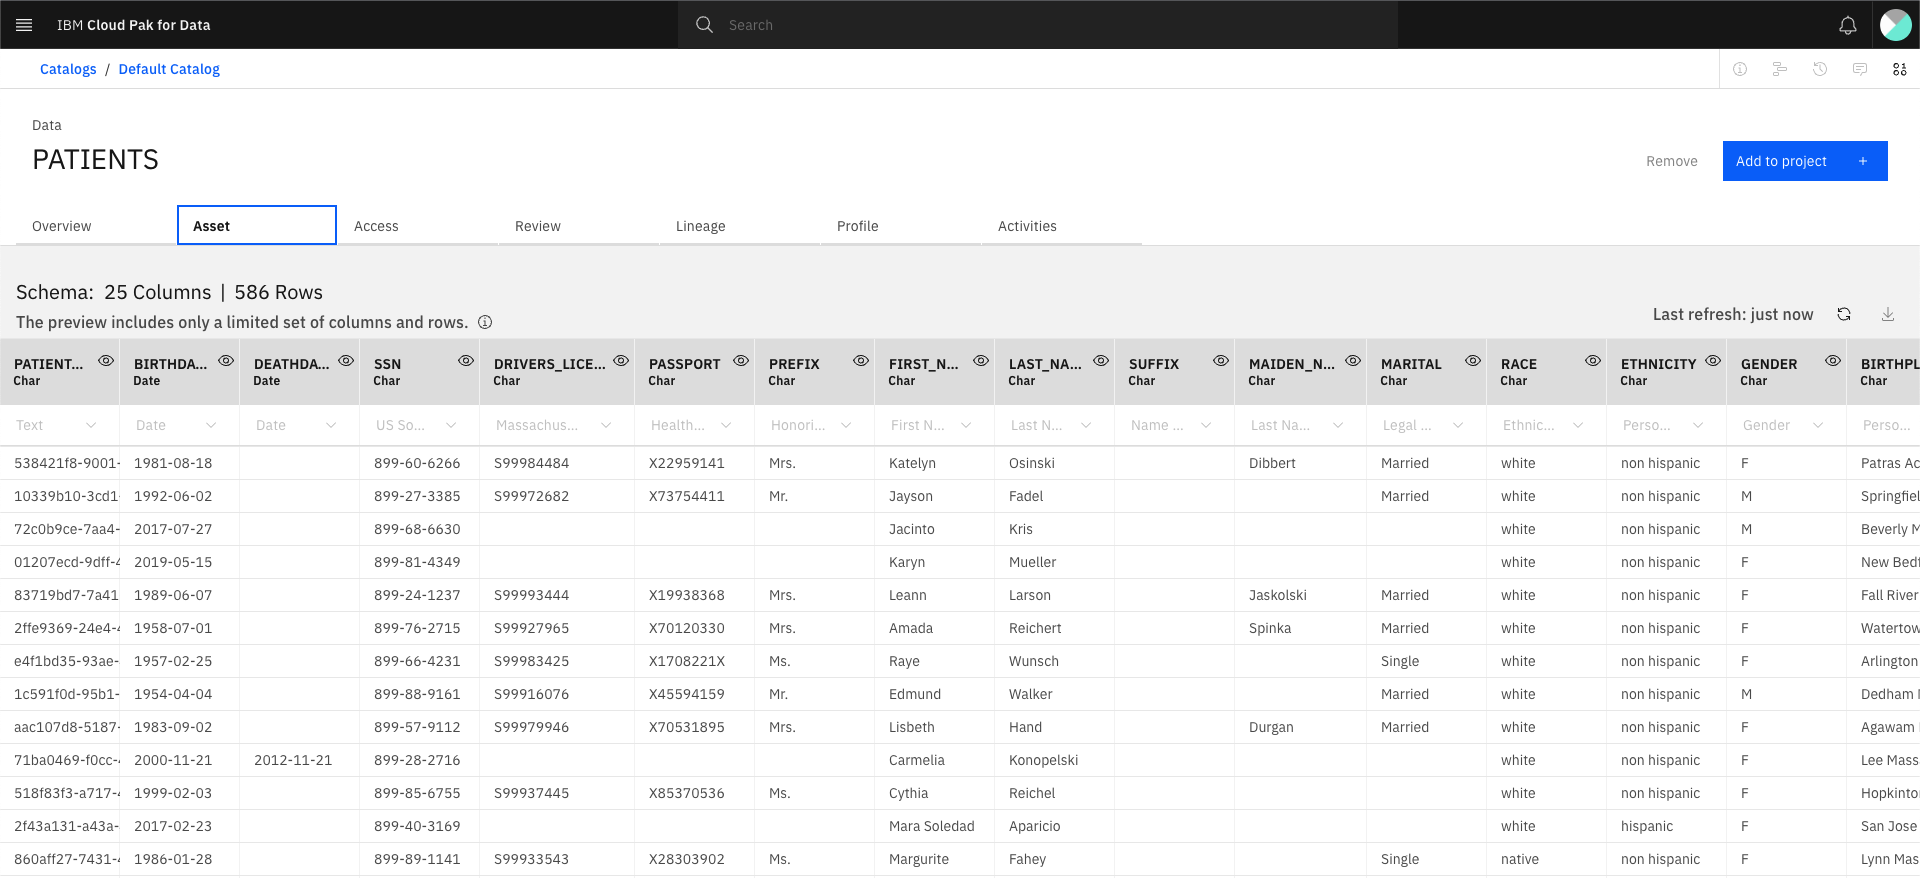 IBM Cloud Pak for Data
Search
Catalogs / Default Catalog
Data
PATIENTS
Remove
Add to project +
Overview Asset Access Review Lineage Profile Activities
Schema: 25 Columns | 586 Rows
The preview includes only a limited set of columns and rows.
Last refresh: just now
PATIENT... BIRTHDA... DEATHDA... SSN DRIVERS_LICE... PASSPORT PREFIX FIRST_N... LAST_NA... SUFFIX MAIDEN_N... MARITAL RACE ETHNICITY GENDER BIRTHPL
Char Date Date Char Char Char Char Char Char Char Char Char Char Char Char Char
Text Date Date US So... Massachus... Health... Honori... First N... Last N... Name ... Last Na... Legal ... Ethnic... Perso... Gender Perso...
538421f8-9001- 1981-08-18 899-60-6266 S99984484 X22959141 Mrs. Katelyn Osinski Dibbert Married white non hispanic F Patras Ac
10339b10-3cd1 1992-06-02 899-27-3385 S99972682 X73754411 Mr. Jayson Fadel Married white non hispanic M Springfiel
72c0b9ce-7aa4- 2017-07-27 899-68-6630 Jacinto Kris white non hispanic M Beverly M
01207ecd-9dff-4 2019-05-15 899-81-4349 Karyn Mueller white non hispanic F New Bedf
83719bd7-7a41 1989-06-07 899-24-1237 S99993444 X19938368 Mrs. Leann Larson Jaskolski Married white non hispanic F Fall River
2ffe9369-24e4-4 1958-07-01 899-76-2715 S99927965 X70120330 Mrs. Amada Reichert Spinka Married white non hispanic F Watertow
e4f1bd35-93ae- 1957-02-25 899-66-4231 S99983425 X1708221X Ms. Raye Wunsch Single white non hispanic F Arlington
1c591f0d-95b1- 1954-04-04 899-88-9161 S99916076 X45594159 Mr. Edmund Walker Married white non hispanic M Dedham
aac107d8-5187- 1983-09-02 899-57-9112 S99979946 X70531895 Mrs. Lisbeth Hand Durgan Married white non hispanic F Agawam
71ba0469-f0cc- 2000-11-21 2012-11-21 899-28-2716 Carmelia Konopelski white non hispanic F Lee Mass
518f83f3-a717-4 1999-02-03 899-85-6755 S99937445 X85370536 Ms. Cythia Reichel white non hispanic F Hopkinto
2f43a131-a43a- 2017-02-23 899-40-3169 Mara Soledad Aparicio white hispanic F San Jose
860aff27-7431-4 1986-01-28 899-89-1141 S99933543 X28303902 Ms. Margurite Fahey Single native non hispanic F Lynn Mas